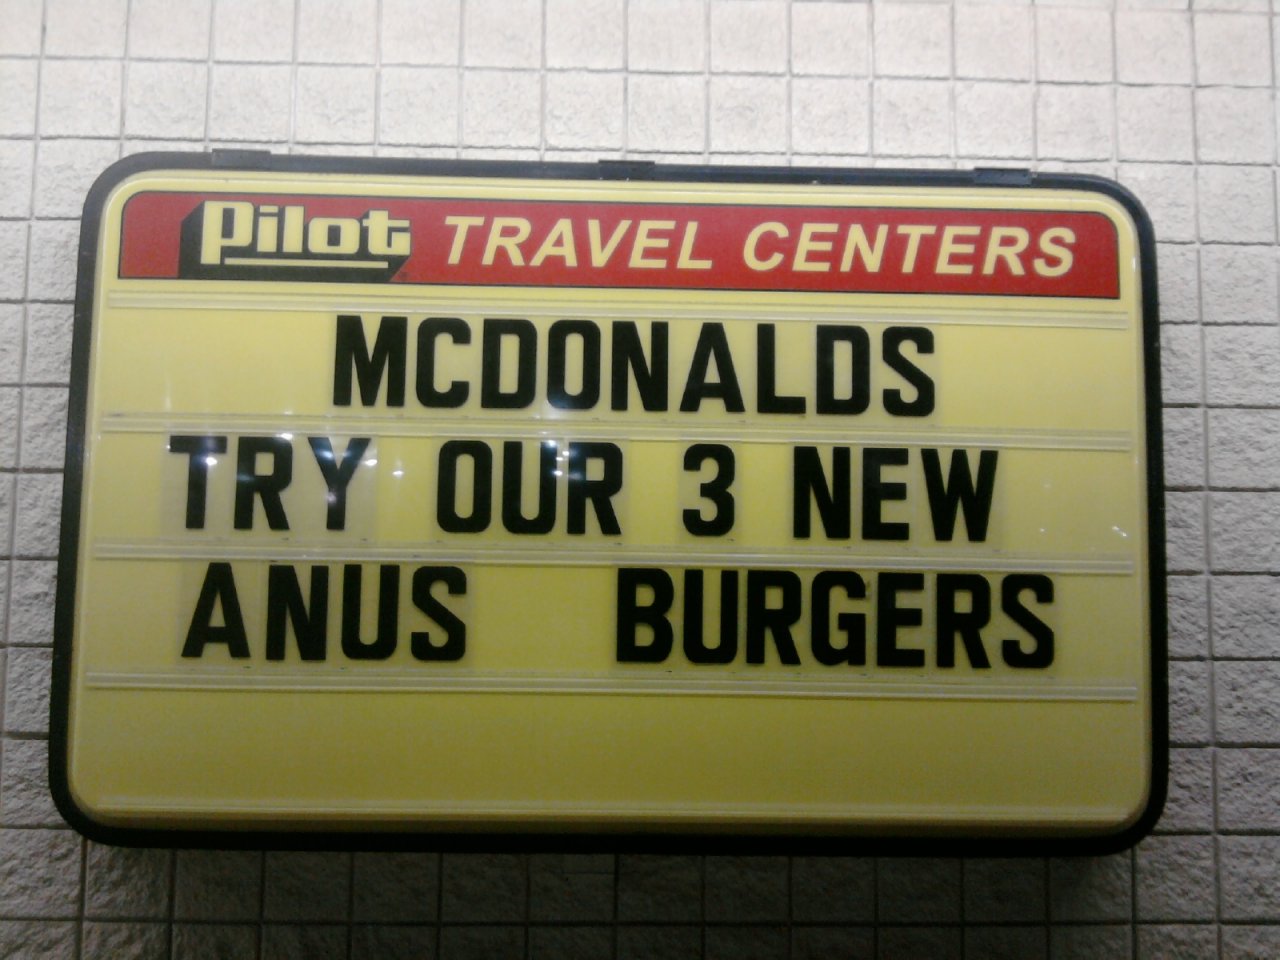 Pilot TRAVEL CENTERS
MCDONALDS
TRY OUR 3 NEW
ANUS BURGERS